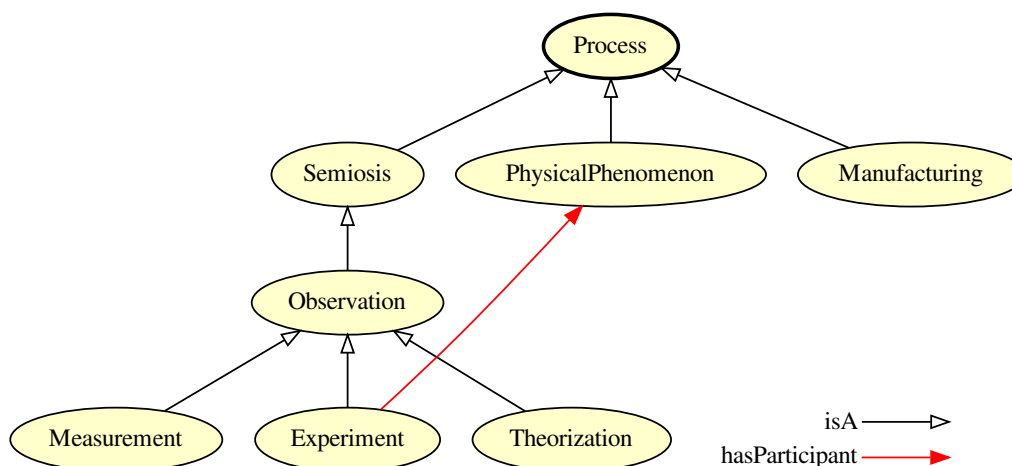 Process
Semiosis
PhysicalPhenomenon
Manufacturing
Observation
Measurement
Experiment
Theorization
isA
hasParticipant